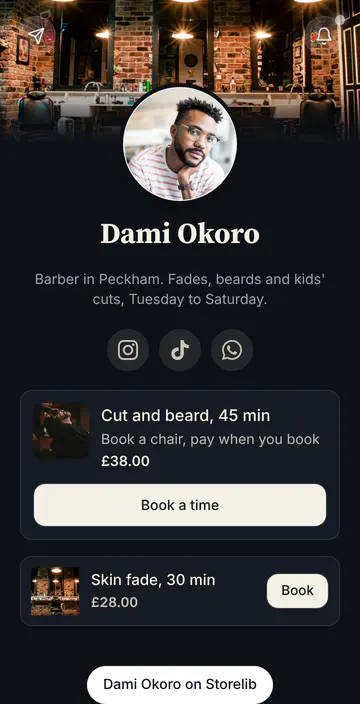 Dami Okoro
Barber in Peckham. Fades, beards and kids'
cuts, Tuesday to Saturday.
Cut and beard, 45 min
Book a chair, pay when you book
£38.00
Book a time
Skin fade, 30 min
£28.00
Book
Dami Okoro on Storelib